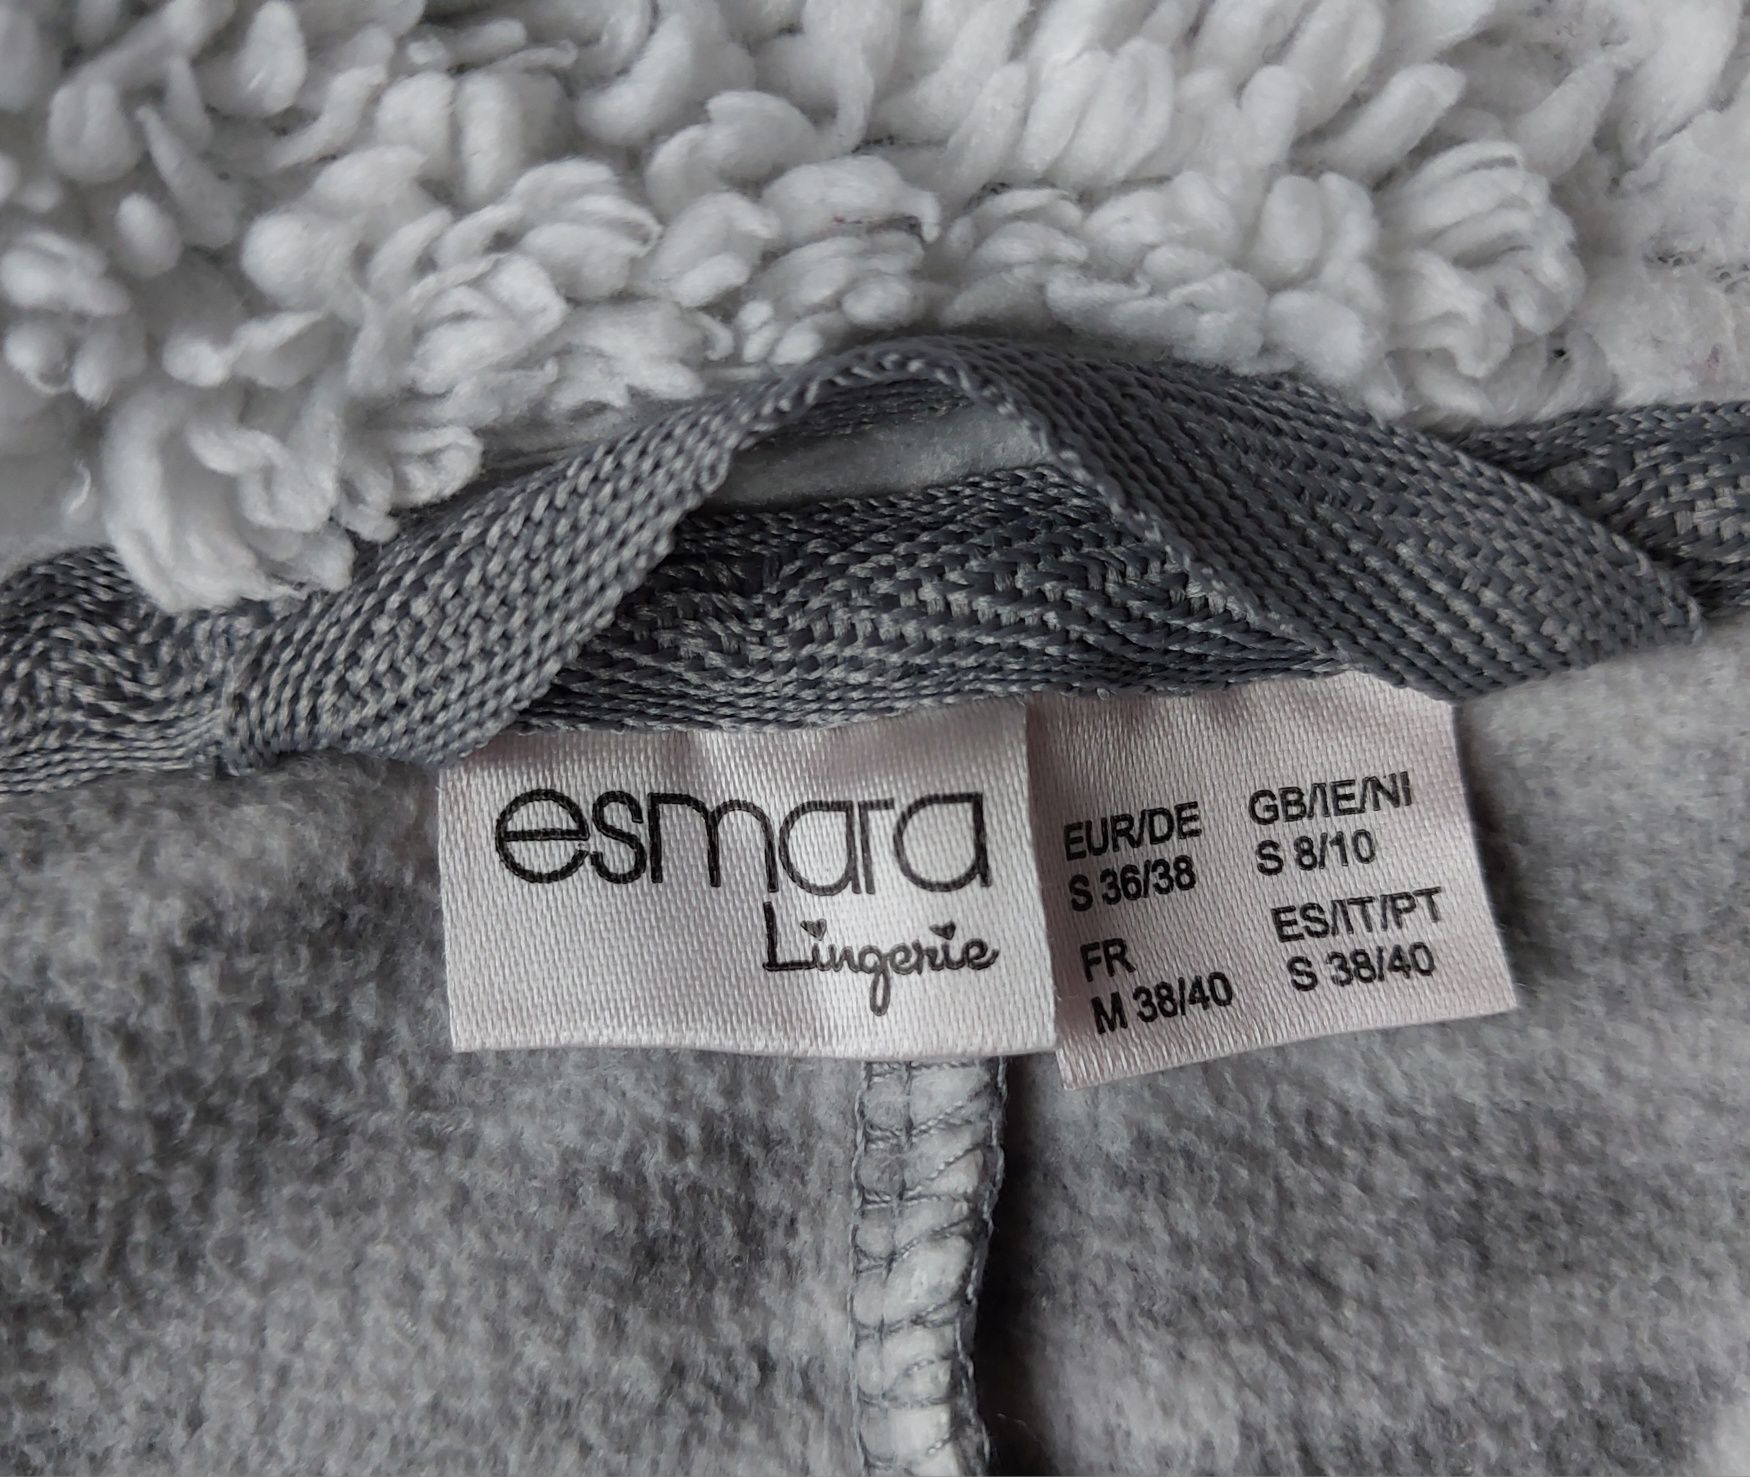 esmara
Lingerie
EUR/DE
S 36/38
GB/IE/NI
S 8/10
FR
M 38/40
ES/IT/PT
S 38/40